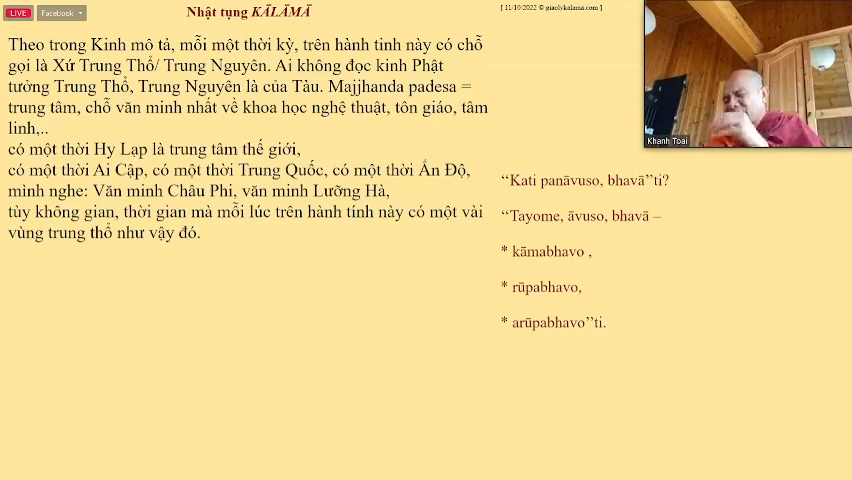 LIVE Facebook
Nhật tụng KĀLĀMĀ
[ 11/10/2022 © giaolykalama.com ]
Theo trong Kinh mô tả, mỗi một thời kỳ, trên hành tinh này có chỗ
gọi là Xứ Trung Thổ/ Trung Nguyên. Ai không đọc kinh Phật
tưởng Trung Thổ, Trung Nguyên là của Tàu. Majjhanda padesa =
trung tâm, chỗ văn minh nhất về khoa học nghệ thuật, tôn giáo, tâm
linh,..
có một thời Hy Lạp là trung tâm thế giới,
có một thời Ai Cập, có một thời Trung Quốc, có một thời Ấn Độ,
mình nghe: Văn minh Châu Phi, văn minh Lưỡng Hà,
tùy không gian, thời gian mà mỗi lúc trên hành tính này có một vài
vùng trung thổ như vậy đó.
Khanh Toai
‘‘Kati panāvuso, bhavā’’ti?
‘‘Tayome, āvuso, bhavā –
* kāmabhavo ,
* rūpabhavo,
* arūpabhavo’’ti.